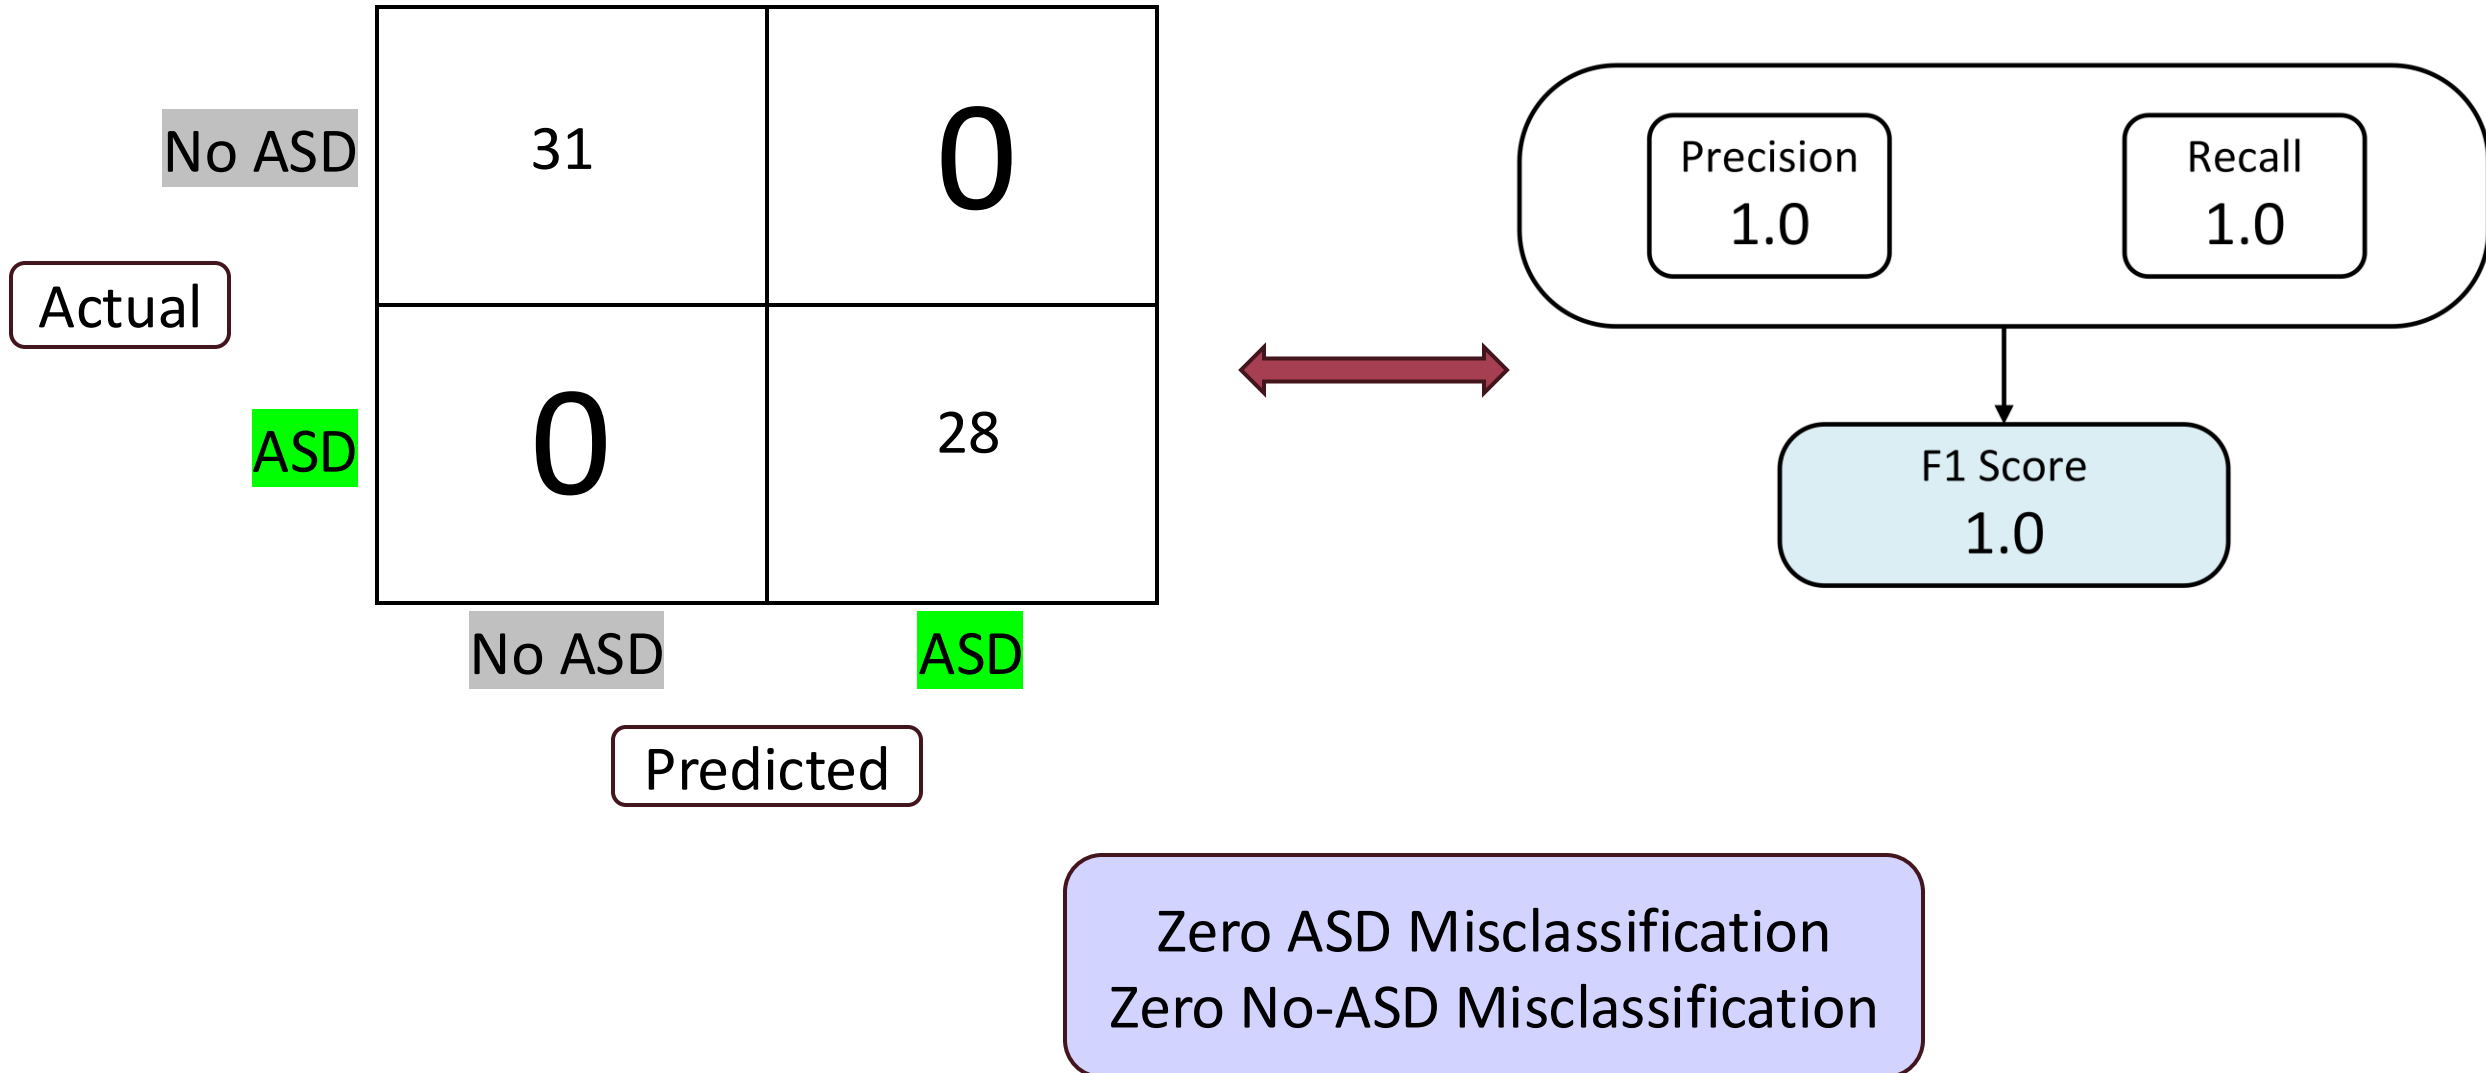 No ASD
31
0
Actual
ASD
0
28
No ASD
ASD
Predicted
Precision
1.0
Recall
1.0
F1 Score
1.0
Zero ASD Misclassification
Zero No-ASD Misclassification